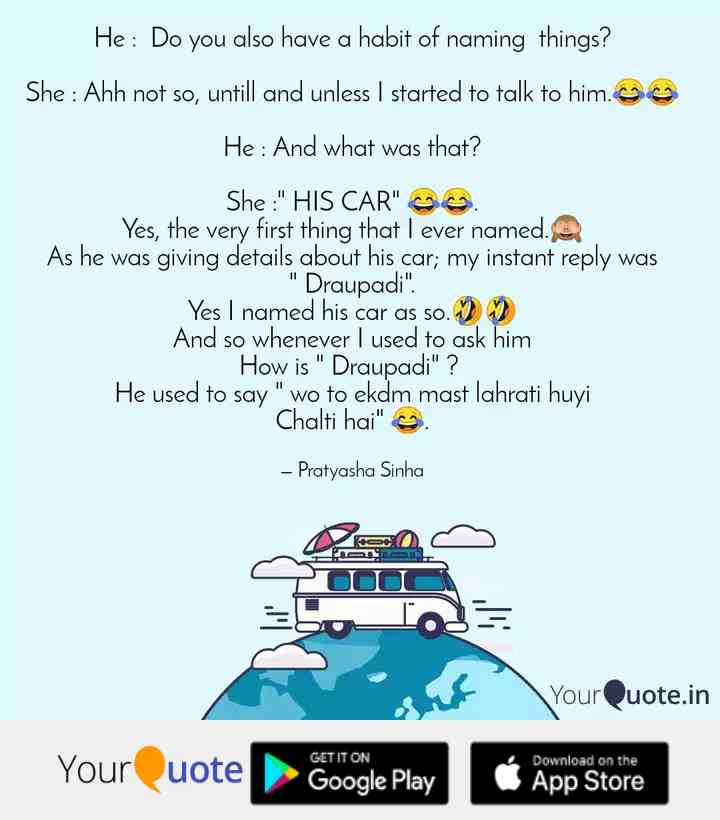 He : Do you also have a habit of naming things?
She : Ahh not so, untill and unless I started to talk to him.😂😂
He : And what was that?
She :" HIS CAR" 😂😂.
Yes, the very first thing that I ever named.🙈
As he was giving details about his car; my instant reply was
" Draupadi".
Yes I named his car as so.🤣🤣
And so whenever I used to ask him
How is " Draupadi" ?
He used to say " wo to ekdm mast lahrati huyi
Chalti hai" 😂.
– Pratyasha Sinha
YourQuote.in
YourQuote
GET IT ON
Google Play
Download on the
App Store